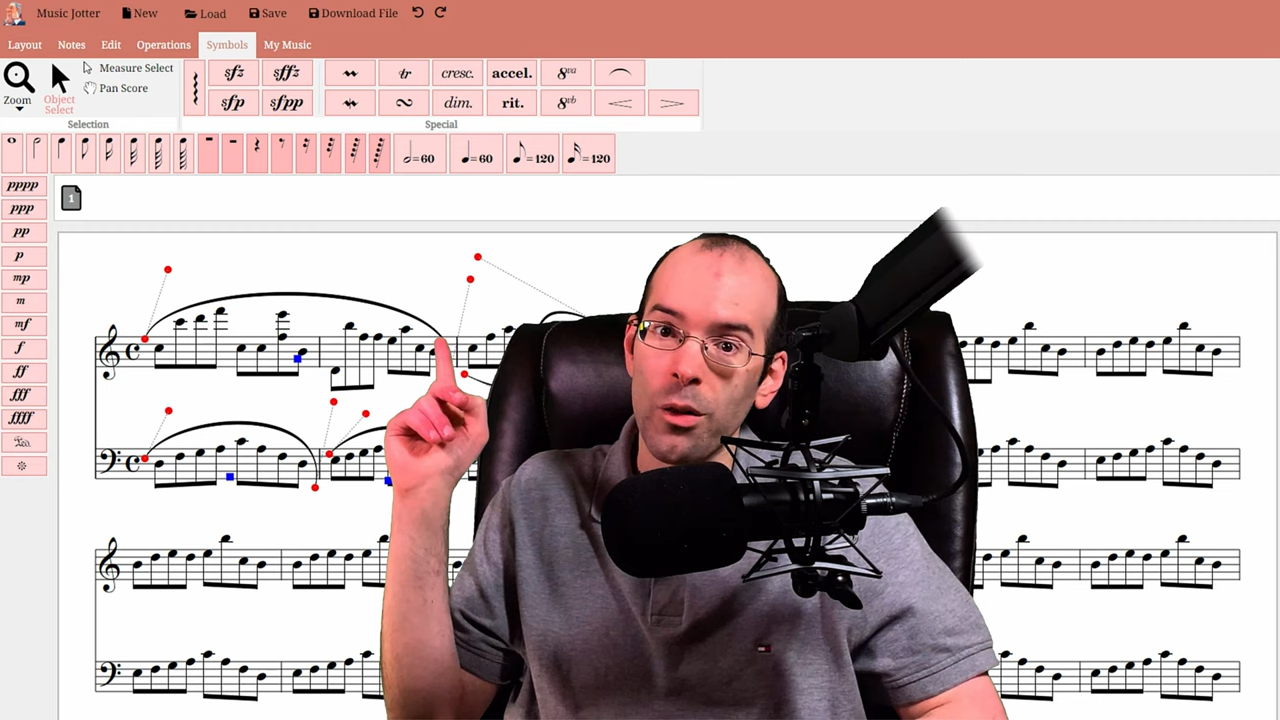 Music Jotter New Load Save Download File
Layout Notes Edit Operations Symbols My Music
Zoom Object Select Measure Select Pan Score
Selection
sfz sffz tr cresc. accel. 8va
sfp sfpp dim. rit. 8vb
Special
=60 =60 =120 =120
pppp
ppp
pp
p
mp
m
mf
f
ff
fff
ffff
1